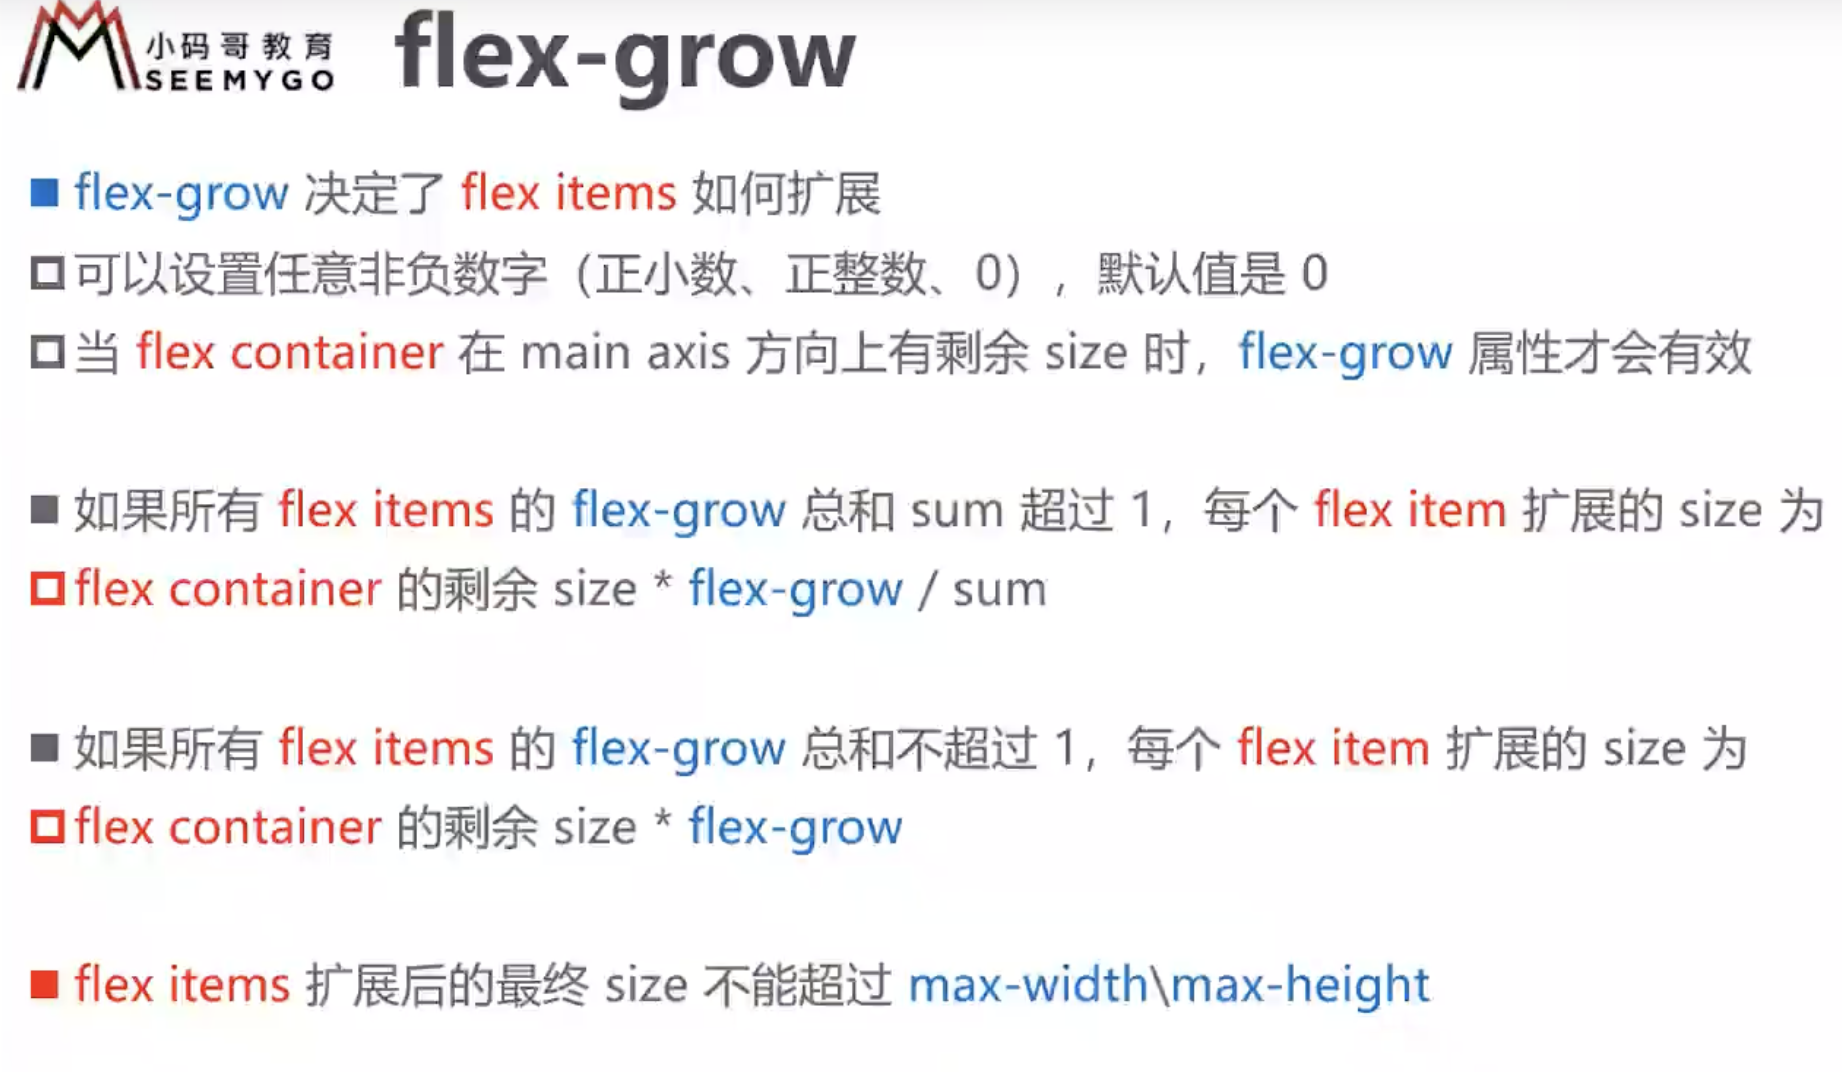 小码哥教育
SEEMYGO
flex-grow
flex-grow 决定了 flex items 如何扩展
可以设置任意非负数字（正小数、正整数、0），默认值是 0
当 flex container 在 main axis 方向上有剩余 size 时，flex-grow 属性才会有效
如果所有 flex items 的 flex-grow 总和 sum 超过 1，每个 flex item 扩展的 size 为
flex container 的剩余 size * flex-grow / sum
如果所有 flex items 的 flex-grow 总和不超过 1，每个 flex item 扩展的 size 为
flex container 的剩余 size * flex-grow
flex items 扩展后的最终 size 不能超过 max-width\max-height